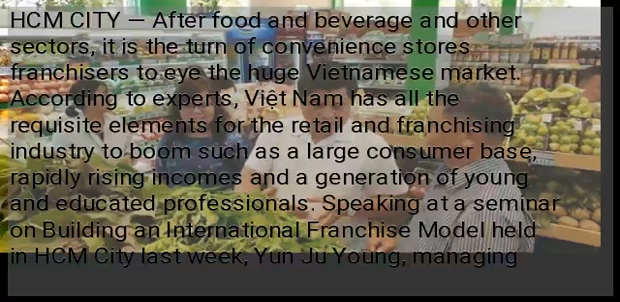 HCM CITY — After food and beverage and other
sectors, it is the turn of convenience stores
franchisers to eye the huge Vietnamese market.
According to experts, Việt Nam has all the
requisite elements for the retail and franchising
industry to boom such as a large consumer base,
rapidly rising incomes and a generation of young
and educated professionals. Speaking at a seminar
on Building an International Franchise Model held
in HCM City last week, Yun Ju Young, managing